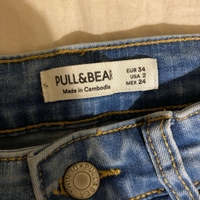 PULL&BEAR
Made in Cambodia
EUR 34
USA 2
MEX 24